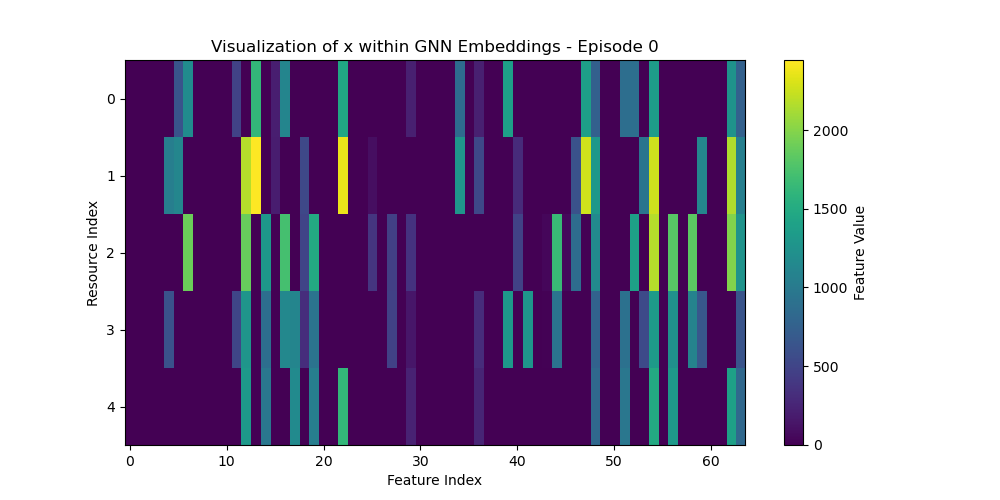 Visualization of x within GNN Embeddings - Episode 0
Resource Index
0
1
2
3
4
0 10 20 30 40 50 60
Feature Index
2000
1500
1000
500
0
Feature Value